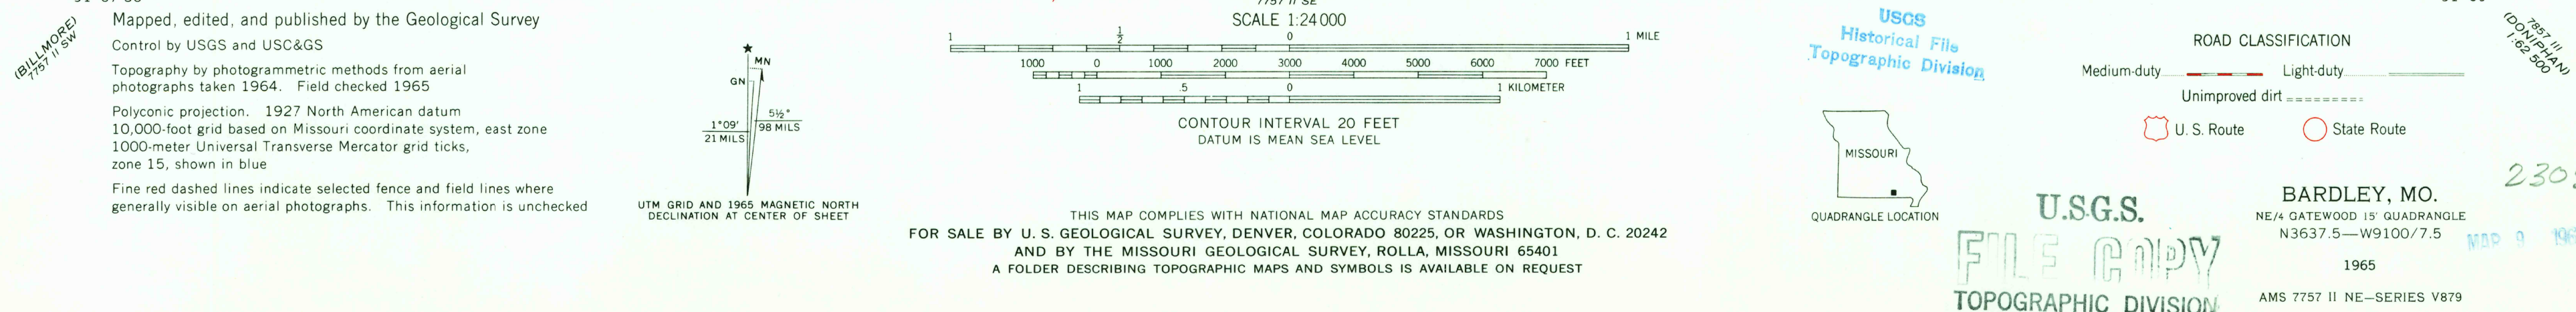 (BILLMORE)
7757 II SW
Mapped, edited, and published by the Geological Survey
Control by USGS and USC&GS
Topography by photogrammetric methods from aerial
photographs taken 1964. Field checked 1965
Polyconic projection. 1927 North American datum
10,000-foot grid based on Missouri coordinate system, east zone
1000-meter Universal Transverse Mercator grid ticks,
zone 15, shown in blue
Fine red dashed lines indicate selected fence and field lines where
generally visible on aerial photographs. This information is unchecked
MN
GN
1°09'
21 MILS
5½°
98 MILS
UTM GRID AND 1965 MAGNETIC NORTH
DECLINATION AT CENTER OF SHEET
7757 II SE
SCALE 1:24 000
1 ½ 0 1 MILE
1000 0 1000 2000 3000 4000 5000 6000 7000 FEET
1 .5 0 1 KILOMETER
CONTOUR INTERVAL 20 FEET
DATUM IS MEAN SEA LEVEL
THIS MAP COMPLIES WITH NATIONAL MAP ACCURACY STANDARDS
FOR SALE BY U. S. GEOLOGICAL SURVEY, DENVER, COLORADO 80225, OR WASHINGTON, D. C. 20242
AND BY THE MISSOURI GEOLOGICAL SURVEY, ROLLA, MISSOURI 65401
A FOLDER DESCRIBING TOPOGRAPHIC MAPS AND SYMBOLS IS AVAILABLE ON REQUEST
USGS
Historical File
Topographic Division
MISSOURI
QUADRANGLE LOCATION
ROAD CLASSIFICATION
Medium-duty Light-duty
Unimproved dirt
U. S. Route State Route
7857 III
(DONIPHAN)
1:62 500
U.S.G.S.
FILE COPY
TOPOGRAPHIC DIVISION
BARDLEY, MO.
NE/4 GATEWOOD 15' QUADRANGLE
N3637.5—W9100/7.5
1965
AMS 7757 II NE—SERIES V879
MAR 9